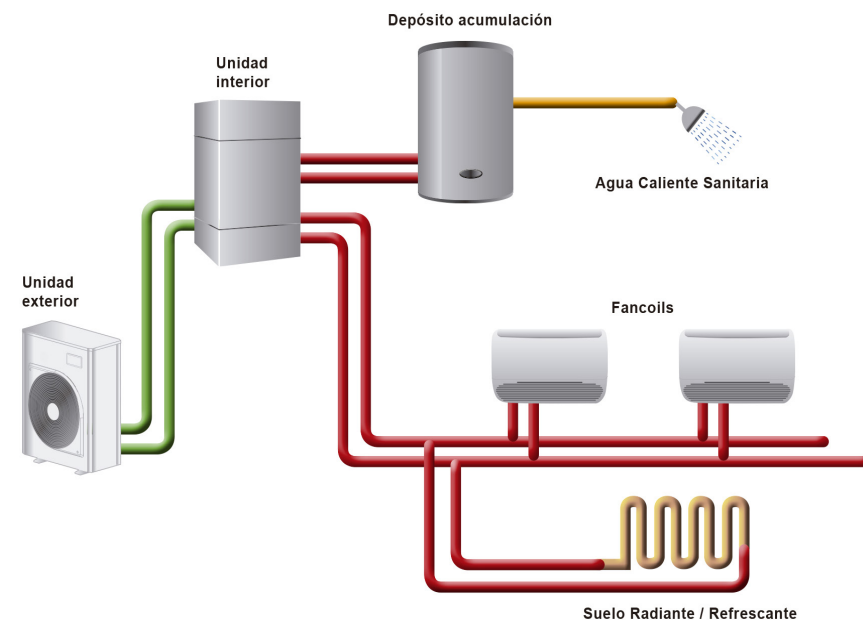 Depósito acumulación
Unidad
interior
Agua Caliente Sanitaria
Unidad
exterior
Fancoils
Suelo Radiante / Refrescante